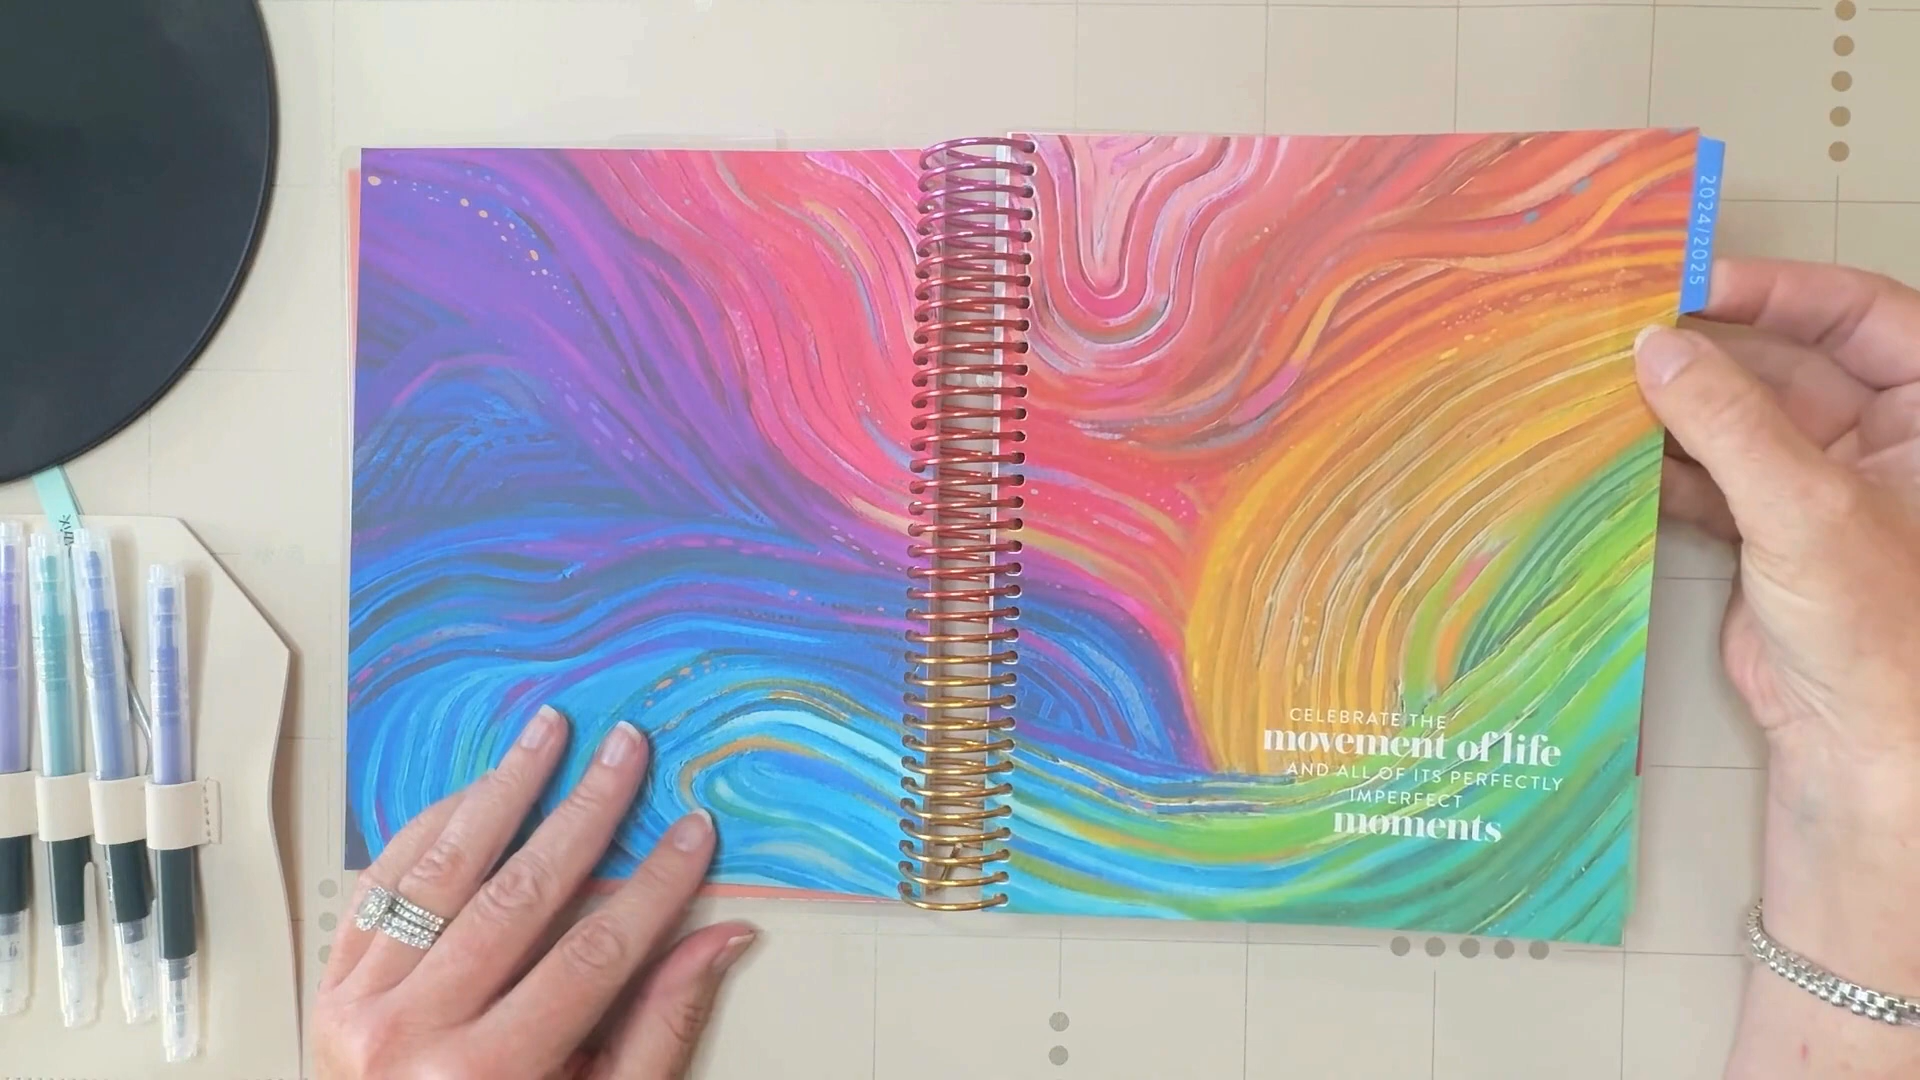 2024/2025
CELEBRATE THE
movement of life
AND ALL OF ITS PERFECTLY
IMPERFECT
moments